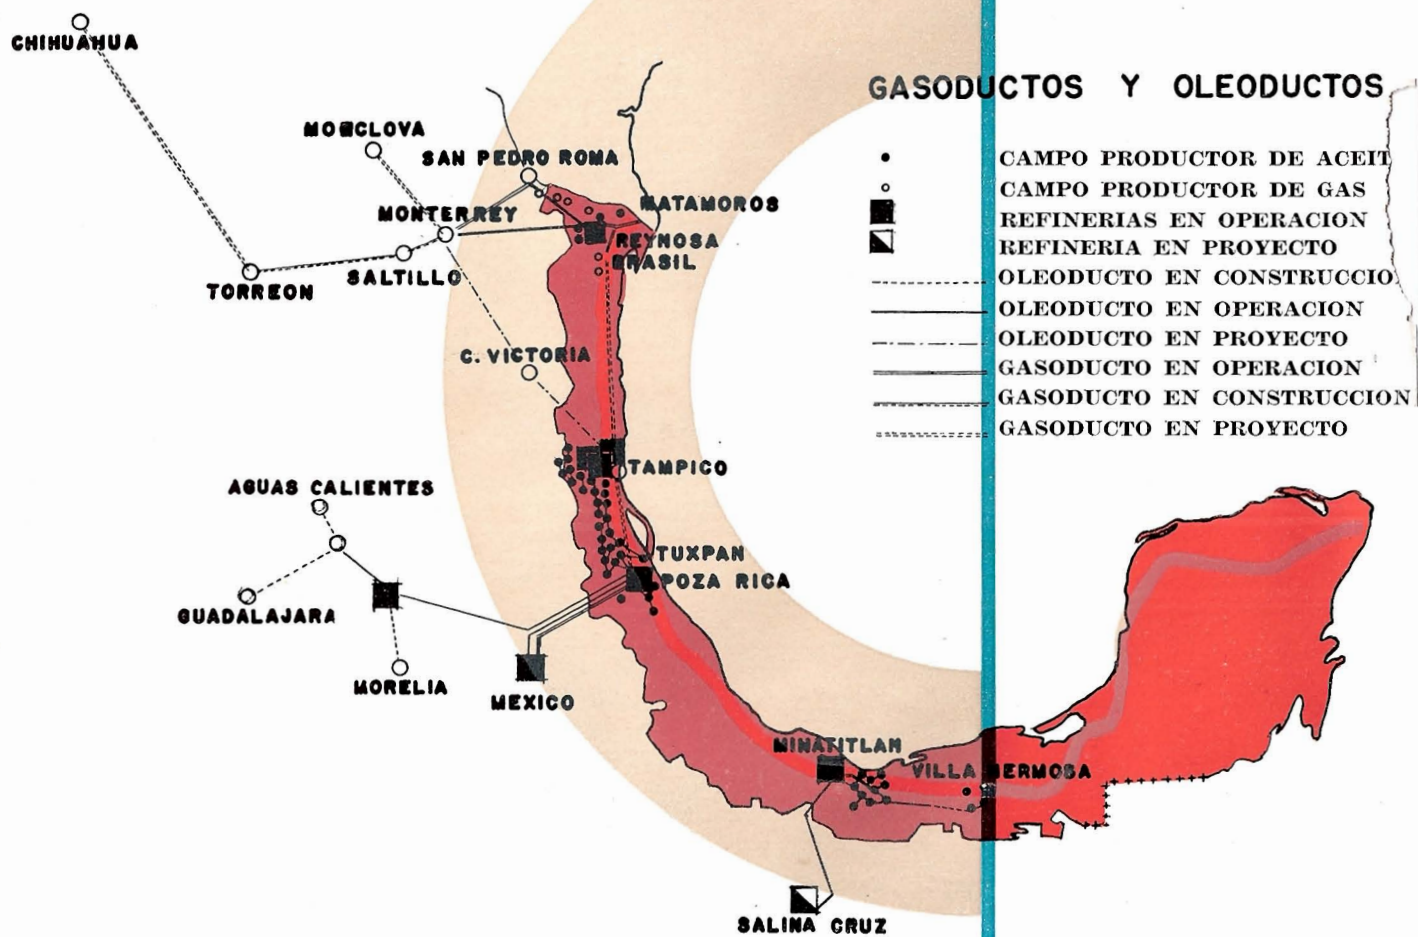 CHIHUAHUA
GASODUCTOS Y OLEODUCTOS
MONCLOVA
SAN PEDRO ROMA
CAMPO PRODUCTOR DE ACEIT
CAMPO PRODUCTOR DE GAS
MATAMOROS
MONTERREY
REFINERIAS EN OPERACION
REYNOSA
REFINERIA EN PROYECTO
BRASIL
SALTILLO
OLEODUCTO EN CONSTRUCCIO
TORREON
OLEODUCTO EN OPERACION
OLEODUCTO EN PROYECTO
C. VICTORIA
GASODUCTO EN OPERACION
GASODUCTO EN CONSTRUCCION
GASODUCTO EN PROYECTO
TAMPICO
AGUAS CALIENTES
TUXPAN
POZA RICA
GUADALAJARA
MORELIA
MEXICO
MINATITLAN
VILLA HERMOSA
SALINA CRUZ